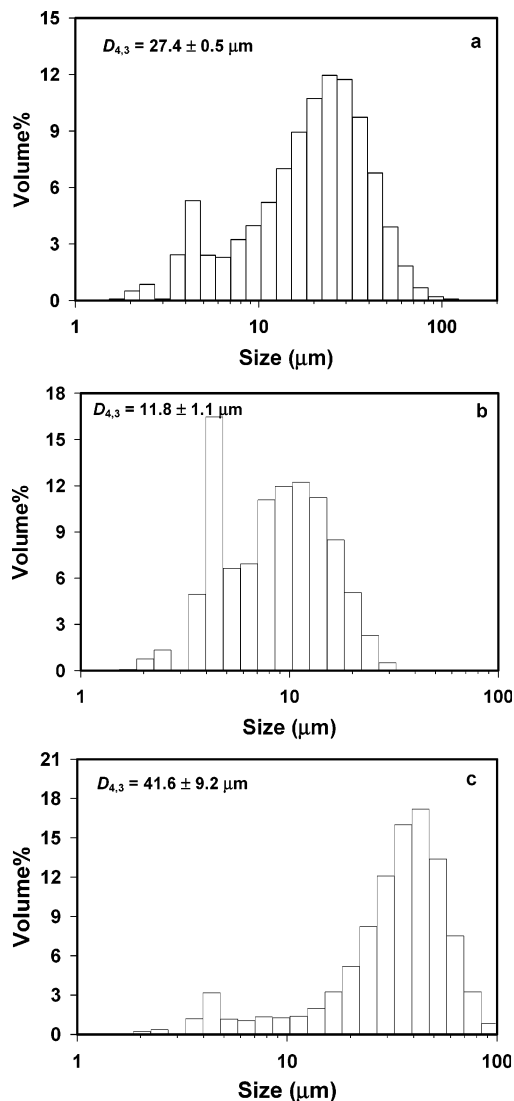 15
D4,3 = 27.4 ± 0.5 μm
a
12
9
6
3
0
Volume%
1
10
100
Size (μm)
18
D4,3 = 11.8 ± 1.1 μm
b
15
12
9
6
3
0
Volume%
1
10
100
Size (μm)
21
D4,3 = 41.6 ± 9.2 μm
c
18
15
12
9
6
3
0
Volume%
1
10
100
Size (μm)